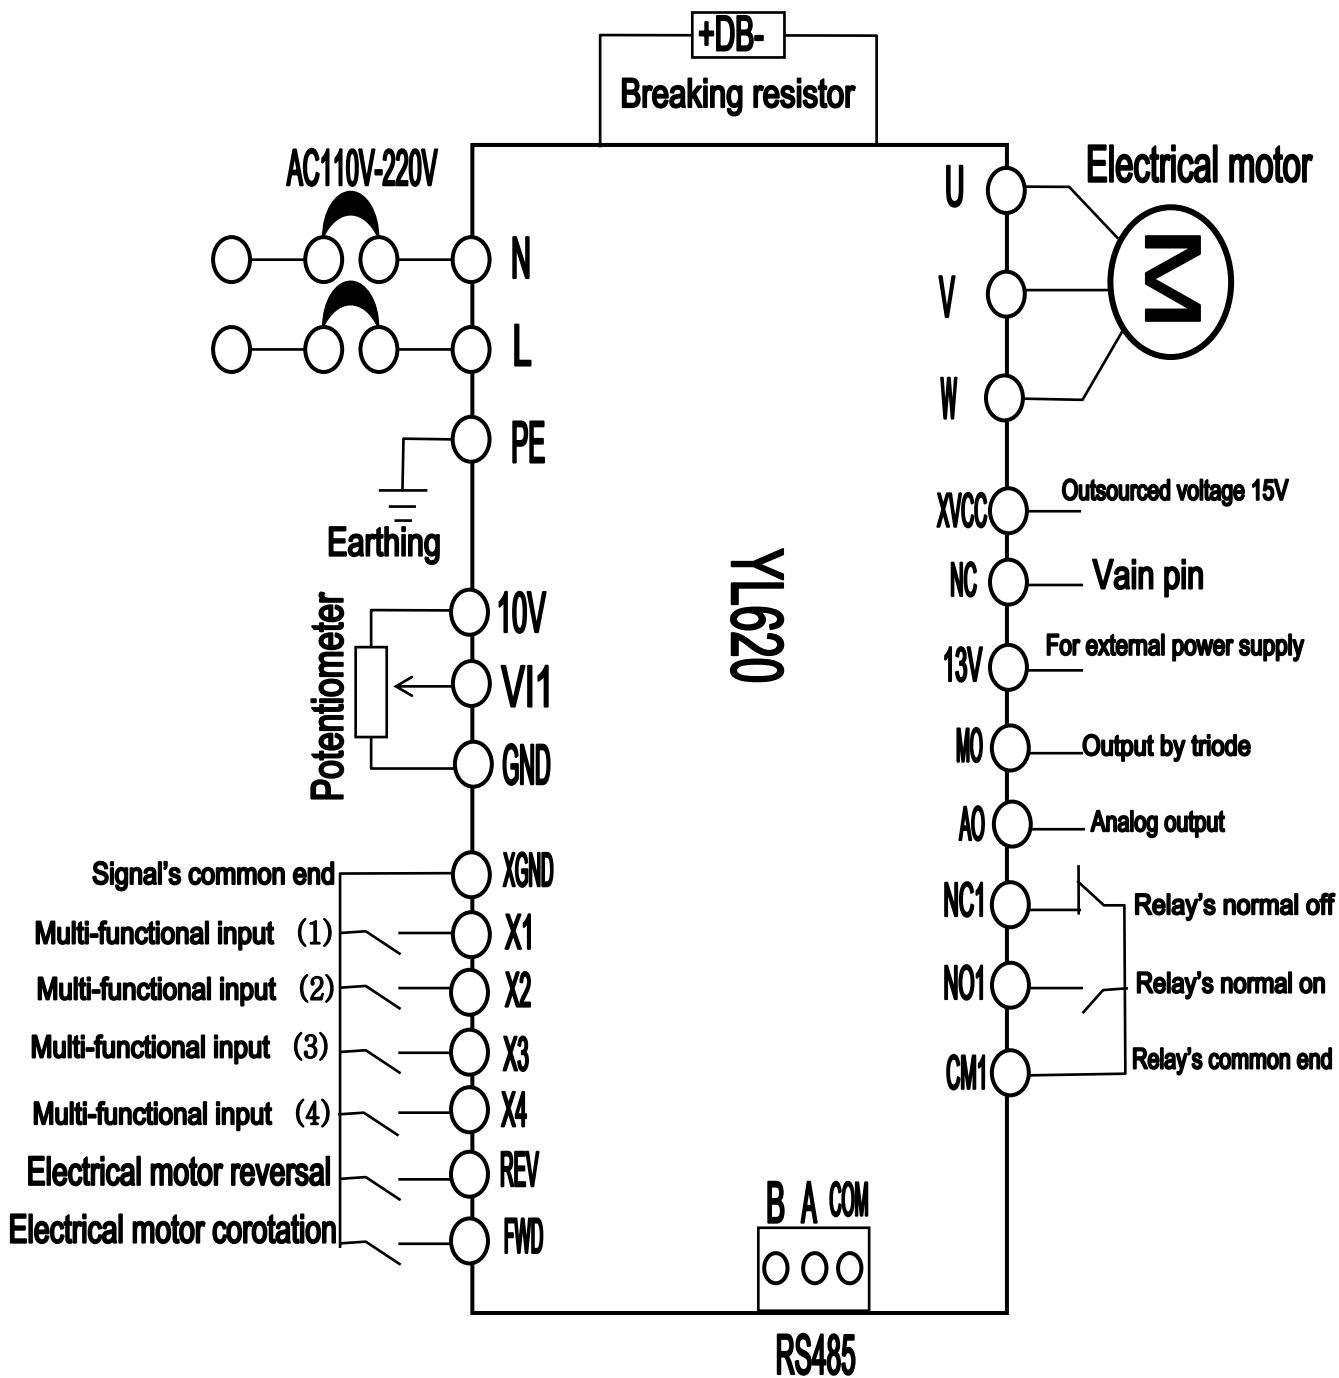 +DB-
Breaking resistor
AC110V-220V
Electrical motor
U
M
N
V
L
W
PE
Earthing
XVCC
Outsourced voltage 15V
YL620
NC
Vain pin
10V
Potentiometer
VI1
GND
13V
For external power supply
MO
Output by triode
AO
Analog output
Signal's common end
XGND
NC1
Relay's normal off
Multi-functional input (1)
X1
Multi-functional input (2)
X2
NO1
Relay's normal on
Multi-functional input (3)
X3
CM1
Relay's common end
Multi-functional input (4)
X4
Electrical motor reversal
REV
Electrical motor corotation
FWD
B A COM
RS485